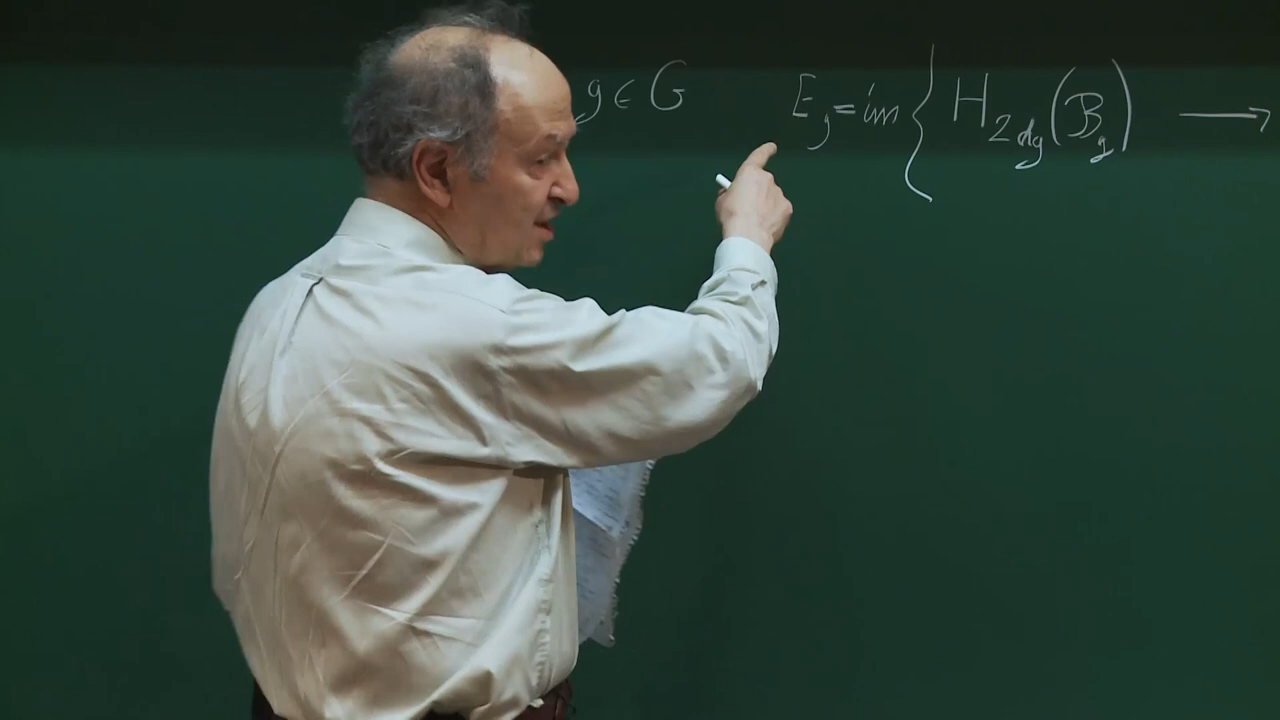 g ∈ G E_g = im { H_{2d_g}(B_g) →